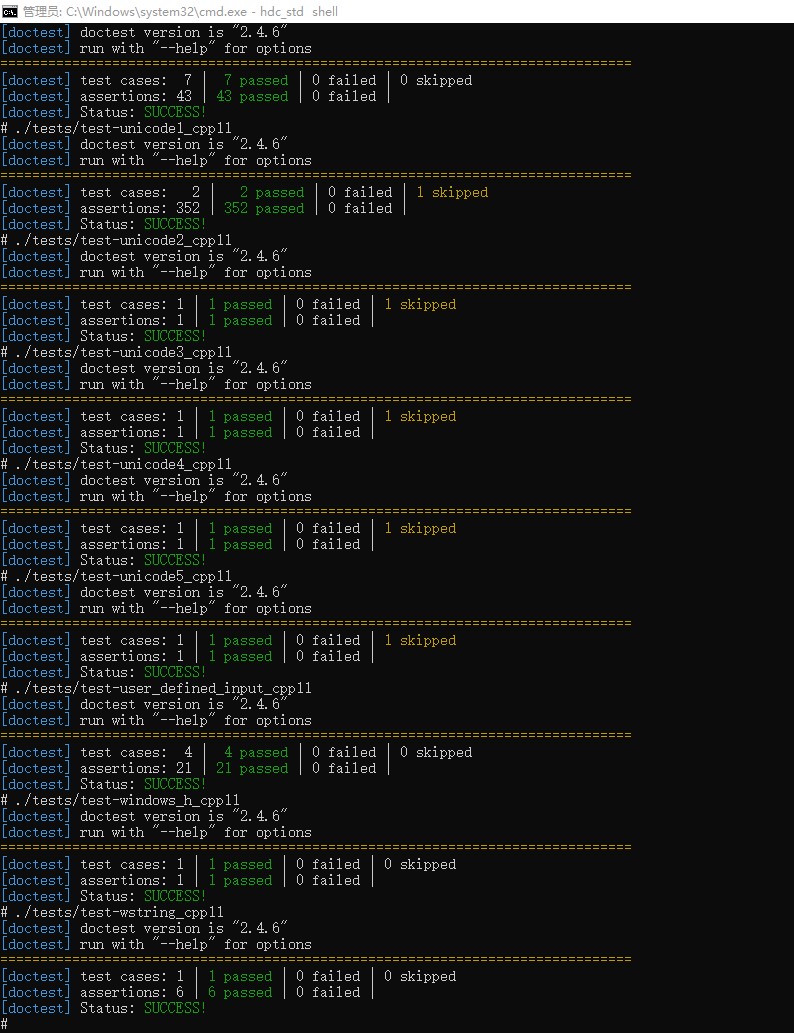 管理员: C:\Windows\system32\cmd.exe - hdc_std  shell
[doctest] doctest version is "2.4.6"
[doctest] run with "--help" for options
===============================================================================
[doctest] test cases:  7 |  7 passed | 0 failed | 0 skipped
[doctest] assertions: 43 | 43 passed | 0 failed |
[doctest] Status: SUCCESS!
# ./tests/test-unicode1_cpp11
[doctest] doctest version is "2.4.6"
[doctest] run with "--help" for options
===============================================================================
[doctest] test cases:   2 |   2 passed | 0 failed | 1 skipped
[doctest] assertions: 352 | 352 passed | 0 failed |
[doctest] Status: SUCCESS!
# ./tests/test-unicode2_cpp11
[doctest] doctest version is "2.4.6"
[doctest] run with "--help" for options
===============================================================================
[doctest] test cases: 1 | 1 passed | 0 failed | 1 skipped
[doctest] assertions: 1 | 1 passed | 0 failed |
[doctest] Status: SUCCESS!
# ./tests/test-unicode3_cpp11
[doctest] doctest version is "2.4.6"
[doctest] run with "--help" for options
===============================================================================
[doctest] test cases: 1 | 1 passed | 0 failed | 1 skipped
[doctest] assertions: 1 | 1 passed | 0 failed |
[doctest] Status: SUCCESS!
# ./tests/test-unicode4_cpp11
[doctest] doctest version is "2.4.6"
[doctest] run with "--help" for options
===============================================================================
[doctest] test cases: 1 | 1 passed | 0 failed | 1 skipped
[doctest] assertions: 1 | 1 passed | 0 failed |
[doctest] Status: SUCCESS!
# ./tests/test-unicode5_cpp11
[doctest] doctest version is "2.4.6"
[doctest] run with "--help" for options
===============================================================================
[doctest] test cases: 1 | 1 passed | 0 failed | 1 skipped
[doctest] assertions: 1 | 1 passed | 0 failed |
[doctest] Status: SUCCESS!
# ./tests/test-user_defined_input_cpp11
[doctest] doctest version is "2.4.6"
[doctest] run with "--help" for options
===============================================================================
[doctest] test cases:  4 |  4 passed | 0 failed | 0 skipped
[doctest] assertions: 21 | 21 passed | 0 failed |
[doctest] Status: SUCCESS!
# ./tests/test-windows_h_cpp11
[doctest] doctest version is "2.4.6"
[doctest] run with "--help" for options
===============================================================================
[doctest] test cases: 1 | 1 passed | 0 failed | 0 skipped
[doctest] assertions: 1 | 1 passed | 0 failed |
[doctest] Status: SUCCESS!
# ./tests/test-wstring_cpp11
[doctest] doctest version is "2.4.6"
[doctest] run with "--help" for options
===============================================================================
[doctest] test cases: 1 | 1 passed | 0 failed | 0 skipped
[doctest] assertions: 6 | 6 passed | 0 failed |
[doctest] Status: SUCCESS!
#